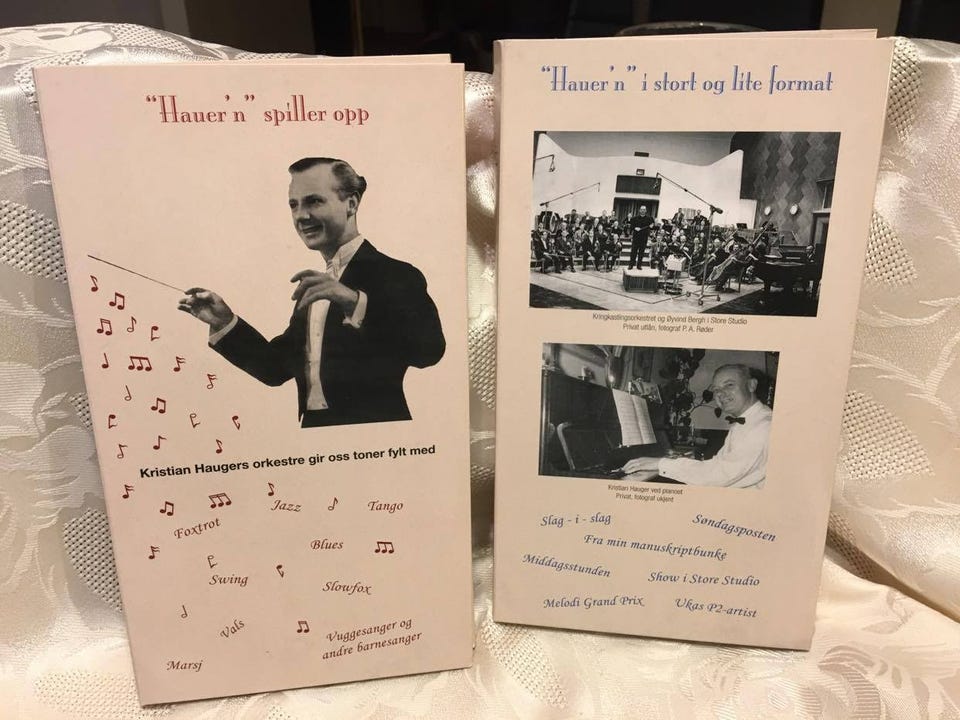 "Hauer'n" spiller opp
Kristian Haugers orkestre gir oss toner fylt med
Jazz
Tango
Foxtrot
Blues
Swing
Slowfox
Vals
Vuggesanger og
andre barnesanger
Marsj
"Hauer'n" i stort og lite format
Kringkastingsorkestret og Øyvind Bergh i Store Studio
Privat utlån, fotograf P. A. Røder
Kristian Hauger ved pianoet
Privat, fotograf ukjent
Slag - i - slag
Søndagsposten
Fra min manuskriptbunke
Middagsstunden
Show i Store Studio
Melodi Grand Prix
Ukas P2-artist